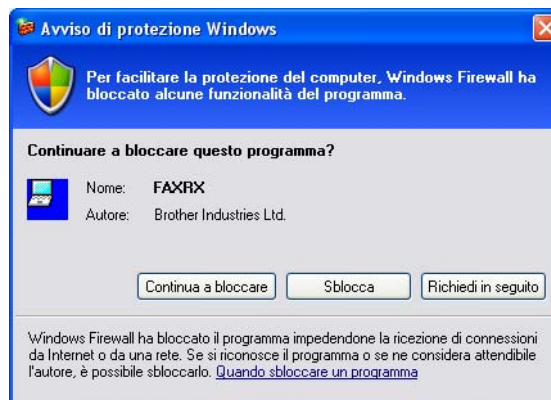 Avviso di protezione Windows
Per facilitare la protezione del computer, Windows Firewall ha
bloccato alcune funzionalità del programma.
Continuare a bloccare questo programma?
Nome: FAXRX
Autore: Brother Industries Ltd.
Continua a bloccare Sblocca Richiedi in seguito
Windows Firewall ha bloccato il programma impedendone la ricezione di connessioni
da Internet o da una rete. Se si riconosce il programma o se ne considera attendibile
l'autore, è possibile sbloccarlo. Quando sbloccare un programma